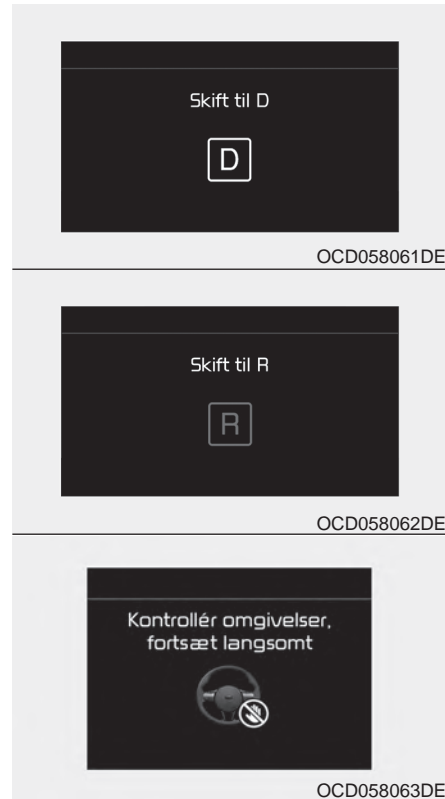 Skift til D
D
OCD058061DE
Skift til R
R
OCD058062DE
Kontrollér omgivelser,
fortsæt langsomt
OCD058063DE